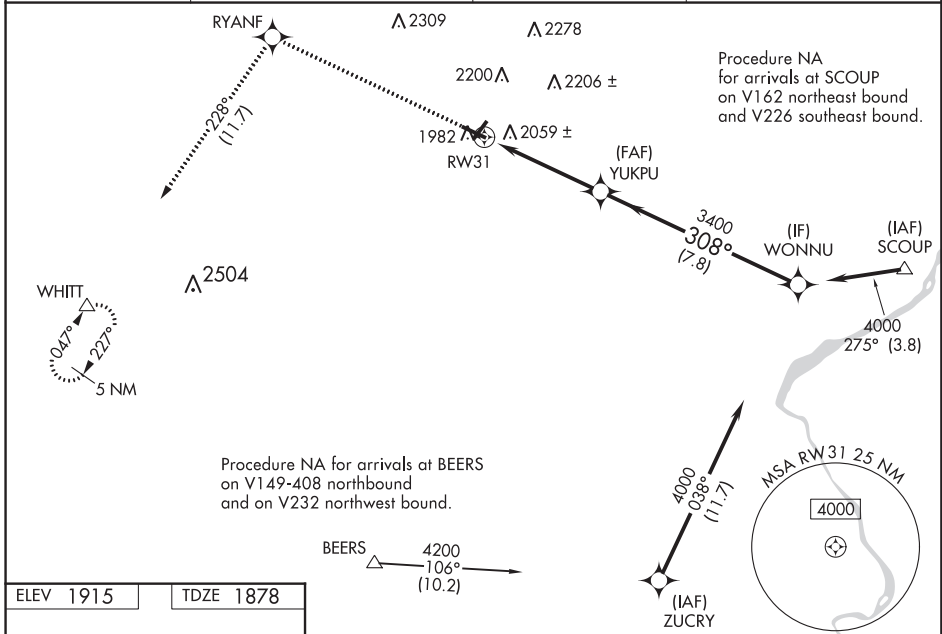 RYANF
2309
2278
2200
2206 ±
Procedure NA
for arrivals at SCOUP
on V162 northeast bound
and V226 southeast bound.
228°
(11.7)
1982
2059 ±
RW31
(FAF)
YUKPU
3400
308°
(7.8)
(IF)
WONNU
(IAF)
SCOUP
4000
275° (3.8)
2504
WHITT
047°
227°
5 NM
Procedure NA for arrivals at BEERS
on V149-408 northbound
and on V232 northwest bound.
4000
038°
(11.7)
MSA RW31 25 NM
4000
BEERS
4200
106°
(10.2)
(IAF)
ZUCRY
ELEV 1915
TDZE 1878